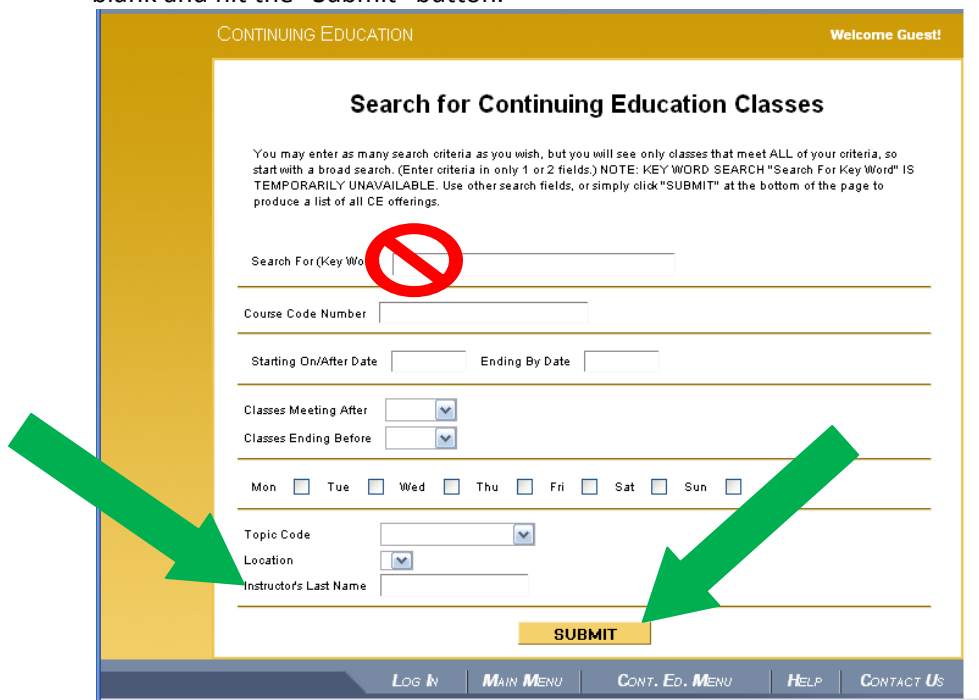 blank and hit the "Submit" button.
CONTINUING EDUCATION Welcome Guest!
Search for Continuing Education Classes
You may enter as many search criteria as you wish, but you will see only classes that meet ALL of your criteria, so
start with a broad search. (Enter criteria in only 1 or 2 fields.) NOTE: KEY WORD SEARCH "Search For Key Word" IS
TEMPORARILY UNAVAILABLE. Use other search fields, or simply click "SUBMIT" at the bottom of the page to
produce a list of all CE offerings.
Search For (Key Wo
Course Code Number
Starting On/After Date Ending By Date
Classes Meeting After
Classes Ending Before
Mon Tue Wed Thu Fri Sat Sun
Topic Code
Location
Instructor's Last Name
SUBMIT
LOG IN MAIN MENU CONT. ED. MENU HELP CONTACT US